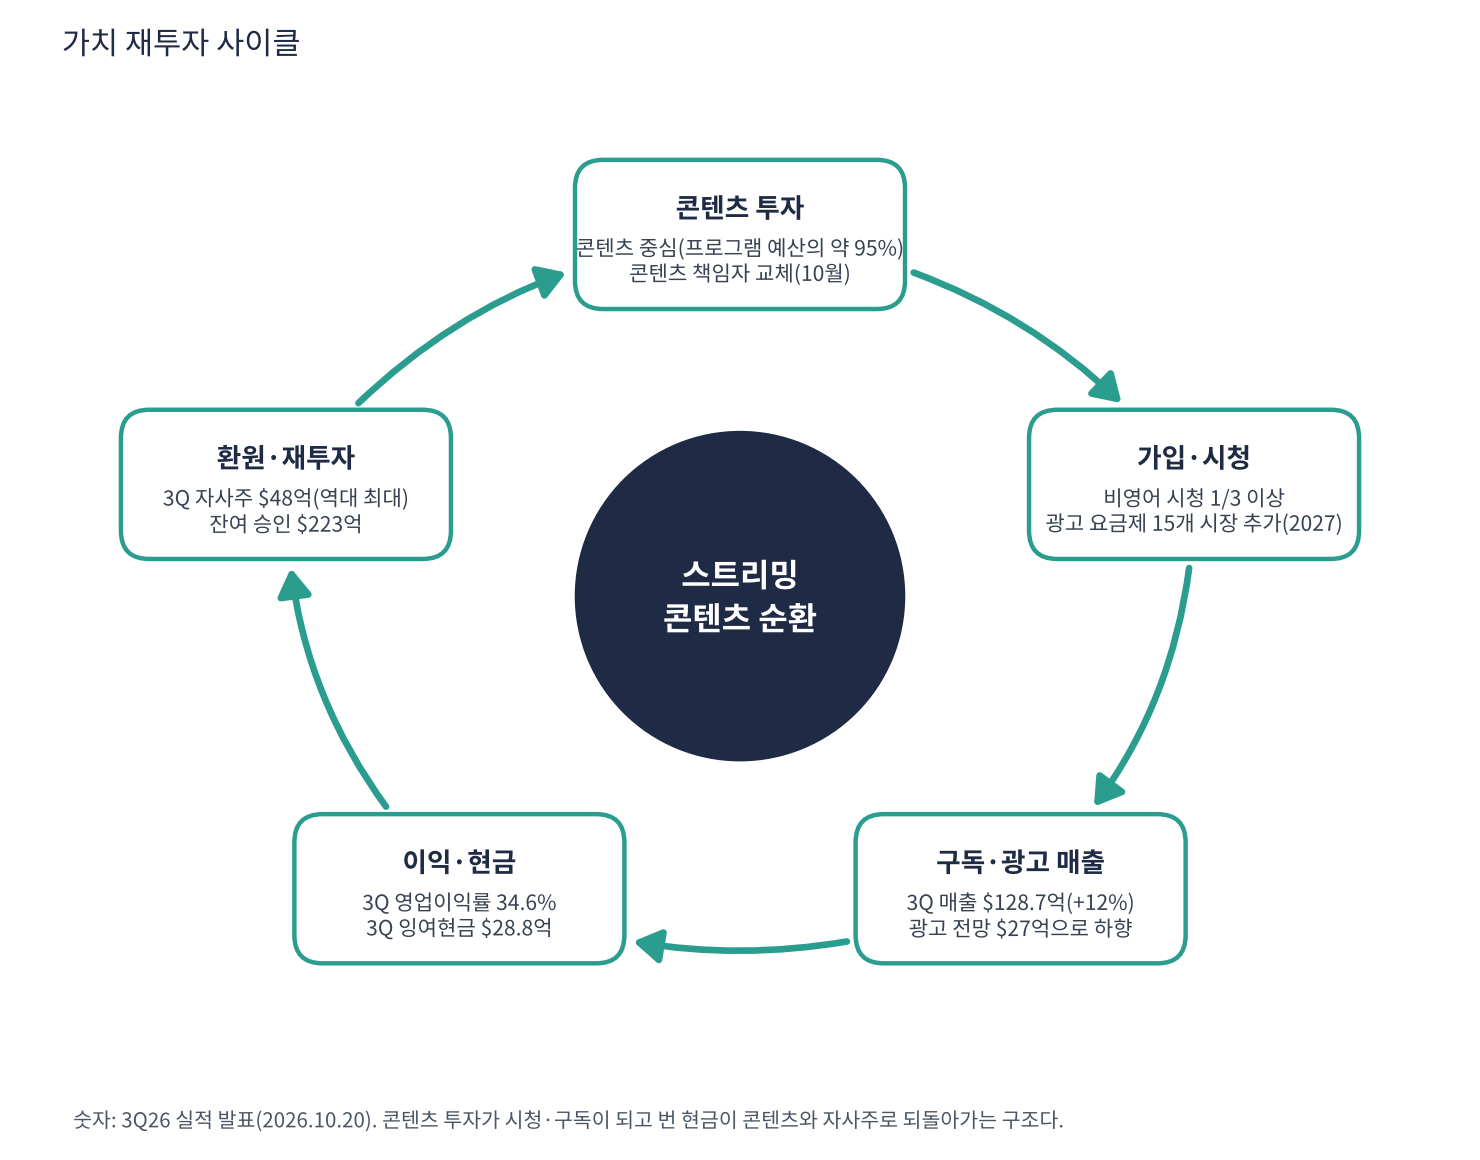 가치 재투자 사이클
콘텐츠 투자
콘텐츠 중심(프로그램 예산의 약 95%)
콘텐츠 책임자 교체(10월)
가입·시청
비영어 시청 1/3 이상
광고 요금제 15개 시장 추가(2027)
구독·광고 매출
3Q 매출 $128.7억(+12%)
광고 전망 $27억으로 하향
이익·현금
3Q 영업이익률 34.6%
3Q 잉여현금 $28.8억
환원·재투자
3Q 자사주 $48억(역대 최대)
잔여 승인 $223억
스트리밍
콘텐츠 순환
숫자: 3Q26 실적 발표(2026.10.20). 콘텐츠 투자가 시청·구독이 되고 번 현금이 콘텐츠와 자사주로 되돌아가는 구조다.